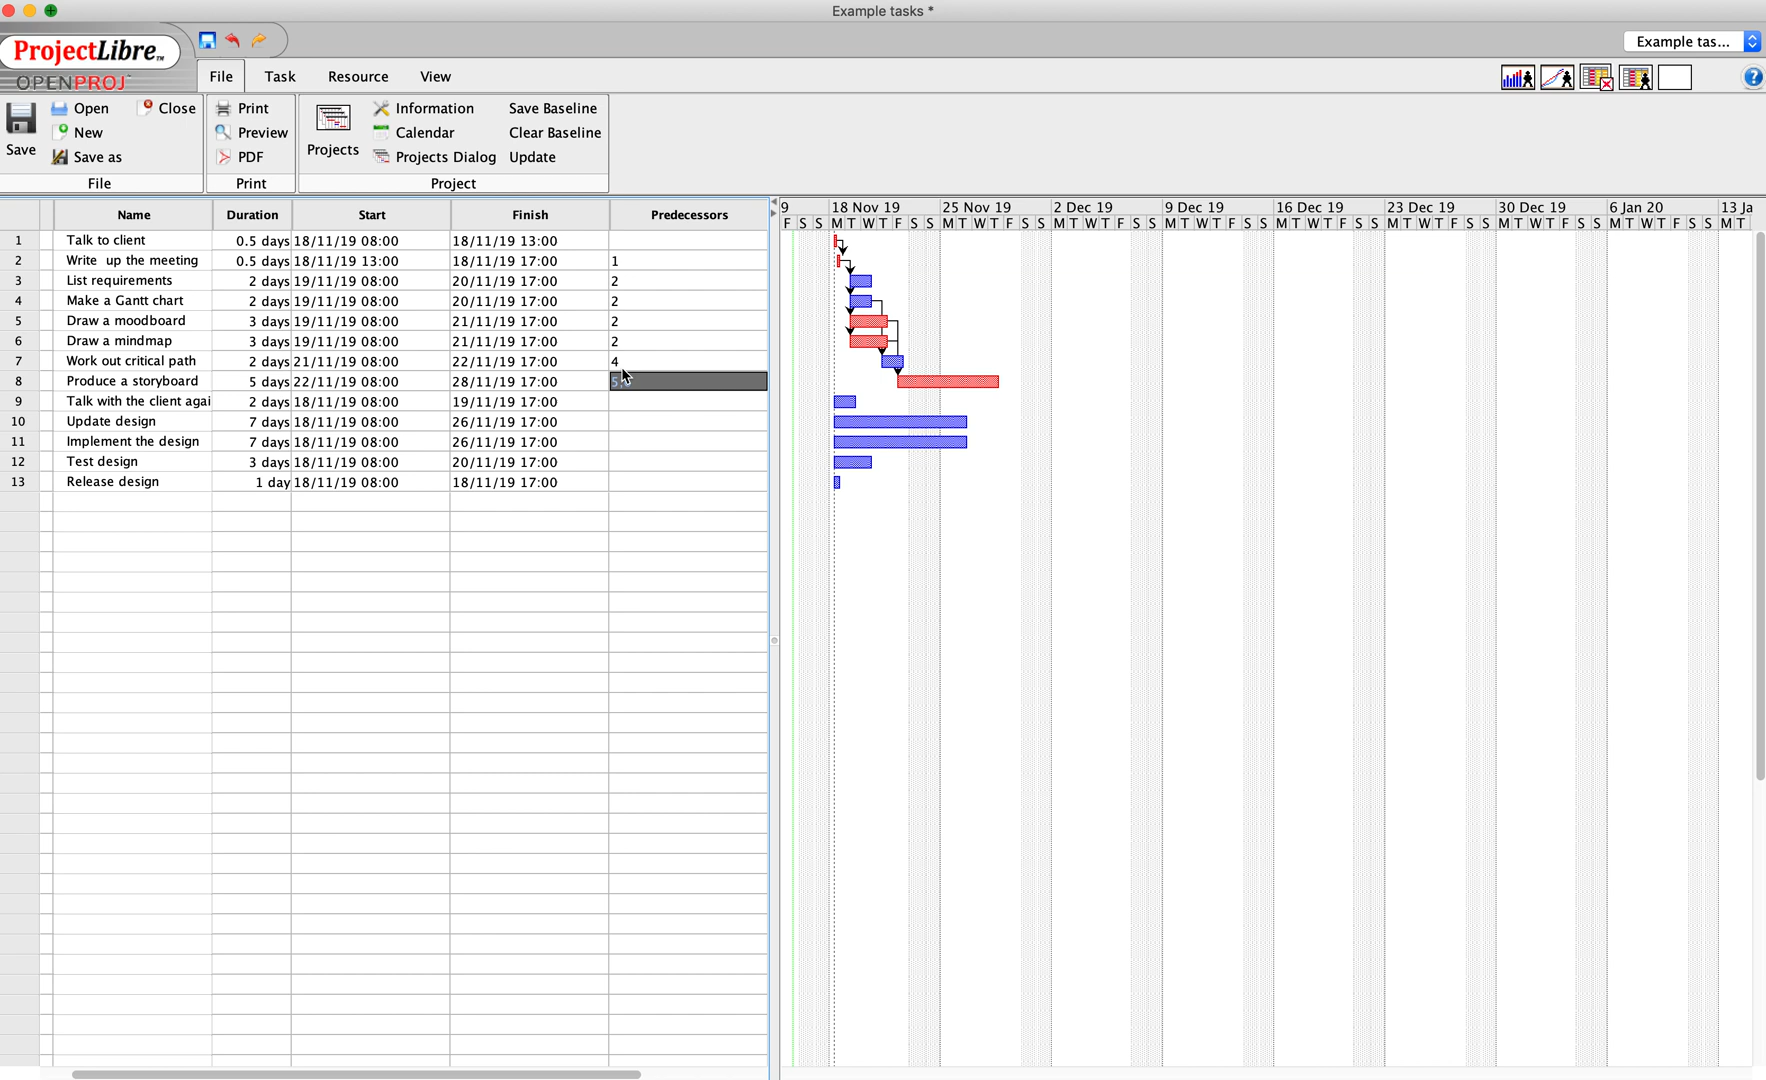 Example tasks *
ProjectLibre™
OPENPROJ
Example tas...
File Task Resource View
?
Save
Open
New
Save as
Close
File
Print
Preview
PDF
Print
Projects
Information
Calendar
Projects Dialog
Save Baseline
Clear Baseline
Update
Project
Name Duration Start Finish Predecessors
1 Talk to client 0.5 days 18/11/19 08:00 18/11/19 13:00
2 Write up the meeting 0.5 days 18/11/19 13:00 18/11/19 17:00 1
3 List requirements 2 days 19/11/19 08:00 20/11/19 17:00 2
4 Make a Gantt chart 2 days 19/11/19 08:00 20/11/19 17:00 2
5 Draw a moodboard 3 days 19/11/19 08:00 21/11/19 17:00 2
6 Draw a mindmap 3 days 19/11/19 08:00 21/11/19 17:00 2
7 Work out critical path 2 days 21/11/19 08:00 22/11/19 17:00 4
8 Produce a storyboard 5 days 22/11/19 08:00 28/11/19 17:00
9 Talk with the client agai 2 days 18/11/19 08:00 19/11/19 17:00
10 Update design 7 days 18/11/19 08:00 26/11/19 17:00
11 Implement the design 7 days 18/11/19 08:00 26/11/19 17:00
12 Test design 3 days 18/11/19 08:00 20/11/19 17:00
13 Release design 1 day 18/11/19 08:00 18/11/19 17:00
9 18 Nov 19 25 Nov 19 2 Dec 19 9 Dec 19 16 Dec 19 23 Dec 19 30 Dec 19 6 Jan 20 13 Ja
F S S M T W T F S S M T W T F S S M T W T F S S M T W T F S S M T W T F S S M T W T F S S M T W T F S S M T W T F S S M T